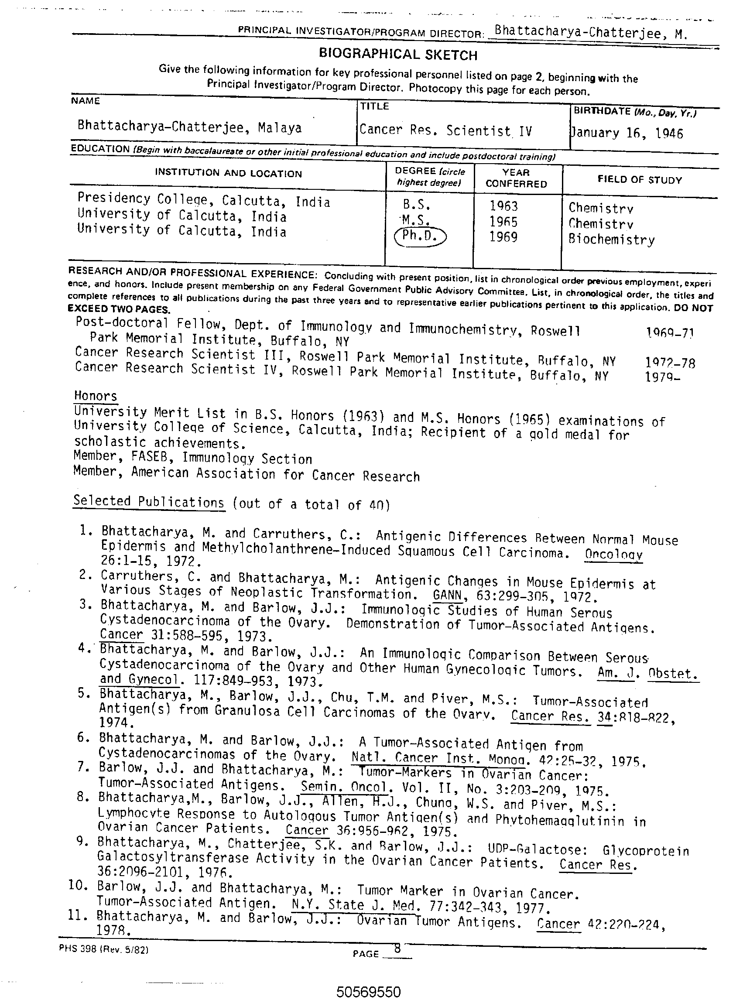 PRINCIPAL INVESTIGATOR/PROGRAM DIRECTOR: Bhattacharya-Chatterjee, M.
BIOGRAPHICAL SKETCH
Give the following information for key professional personnel listed on page 2, beginning with the
Principal Investigator/Program Director. Photocopy this page for each person.
NAME TITLE BIRTHDATE (Mo., Day, Yr.)
Bhattacharya-Chatterjee, Malaya Cancer Res. Scientist IV January 16, 1946
EDUCATION (Begin with baccalaureate or other initial professional education and include postdoctoral training)
INSTITUTION AND LOCATION DEGREE (circle highest degree) YEAR CONFERRED FIELD OF STUDY
Presidency College, Calcutta, India B.S. 1963 Chemistry
University of Calcutta, India M.S. 1965 Chemistry
University of Calcutta, India Ph.D. 1969 Biochemistry
RESEARCH AND/OR PROFESSIONAL EXPERIENCE: Concluding with present position, list in chronological order previous employment, experi
ence, and honors. Include present membership on any Federal Government Public Advisory Committee. List, in chronological order, the titles and
complete references to all publications during the past three years and to representative earlier publications pertinent to this application. DO NOT
EXCEED TWO PAGES.
Post-doctoral Fellow, Dept. of Immunology and Immunochemistry, Roswell 1969-71
Park Memorial Institute, Buffalo, NY
Cancer Research Scientist III, Roswell Park Memorial Institute, Buffalo, NY 1972-78
Cancer Research Scientist IV, Roswell Park Memorial Institute, Buffalo, NY 1979-
Honors
University Merit List in B.S. Honors (1963) and M.S. Honors (1965) examinations of
University College of Science, Calcutta, India; Recipient of a gold medal for
scholastic achievements.
Member, FASEB, Immunology Section
Member, American Association for Cancer Research
Selected Publications (out of a total of 40)
1. Bhattacharya, M. and Carruthers, C.: Antigenic Differences Between Normal Mouse
Epidermis and Methylcholanthrene-Induced Squamous Cell Carcinoma. Oncology
26:1-15, 1972.
2. Carruthers, C. and Bhattacharya, M.: Antigenic Changes in Mouse Epidermis at
Various Stages of Neoplastic Transformation. GANN, 63:299-305, 1972.
3. Bhattacharya, M. and Barlow, J.J.: Immunologic Studies of Human Serous
Cystadenocarcinoma of the Ovary. Demonstration of Tumor-Associated Antigens.
Cancer 31:588-595, 1973.
4. Bhattacharya, M. and Barlow, J.J.: An Immunologic Comparison Between Serous
Cystadenocarcinoma of the Ovary and Other Human Gynecologic Tumors. Am. J. Obstet.
and Gynecol. 117:849-953, 1973.
5. Bhattacharya, M., Barlow, J.J., Chu, T.M. and Piver, M.S.: Tumor-Associated
Antigen(s) from Granulosa Cell Carcinomas of the Ovary. Cancer Res. 34:818-822,
1974.
6. Bhattacharya, M. and Barlow, J.J.: A Tumor-Associated Antigen from
Cystadenocarcinomas of the Ovary. Natl. Cancer Inst. Monog. 42:25-32, 1975.
7. Barlow, J.J. and Bhattacharya, M.: Tumor-Markers in Ovarian Cancer:
Tumor-Associated Antigens. Semin. Oncol. Vol. II, No. 3:203-209, 1975.
8. Bhattacharya,M., Barlow, J.J., Allen, H.J., Chung, W.S. and Piver, M.S.:
Lymphocyte Response to Autologous Tumor Antigen(s) and Phytohemagglutinin in
Ovarian Cancer Patients. Cancer 36:956-962, 1975.
9. Bhattacharya, M., Chatterjee, S.K. and Barlow, J.J.: UDP-Galactose: Glycoprotein
Galactosyltransferase Activity in the Ovarian Cancer Patients. Cancer Res.
36:2096-2101, 1976.
10. Barlow, J.J. and Bhattacharya, M.: Tumor Marker in Ovarian Cancer.
Tumor-Associated Antigen. N.Y. State J. Med. 77:342-343, 1977.
11. Bhattacharya, M. and Barlow, J.J.: Ovarian Tumor Antigens. Cancer 42:220-224,
1978.
PHS 398 (Rev. 5/82) PAGE 8
50569550